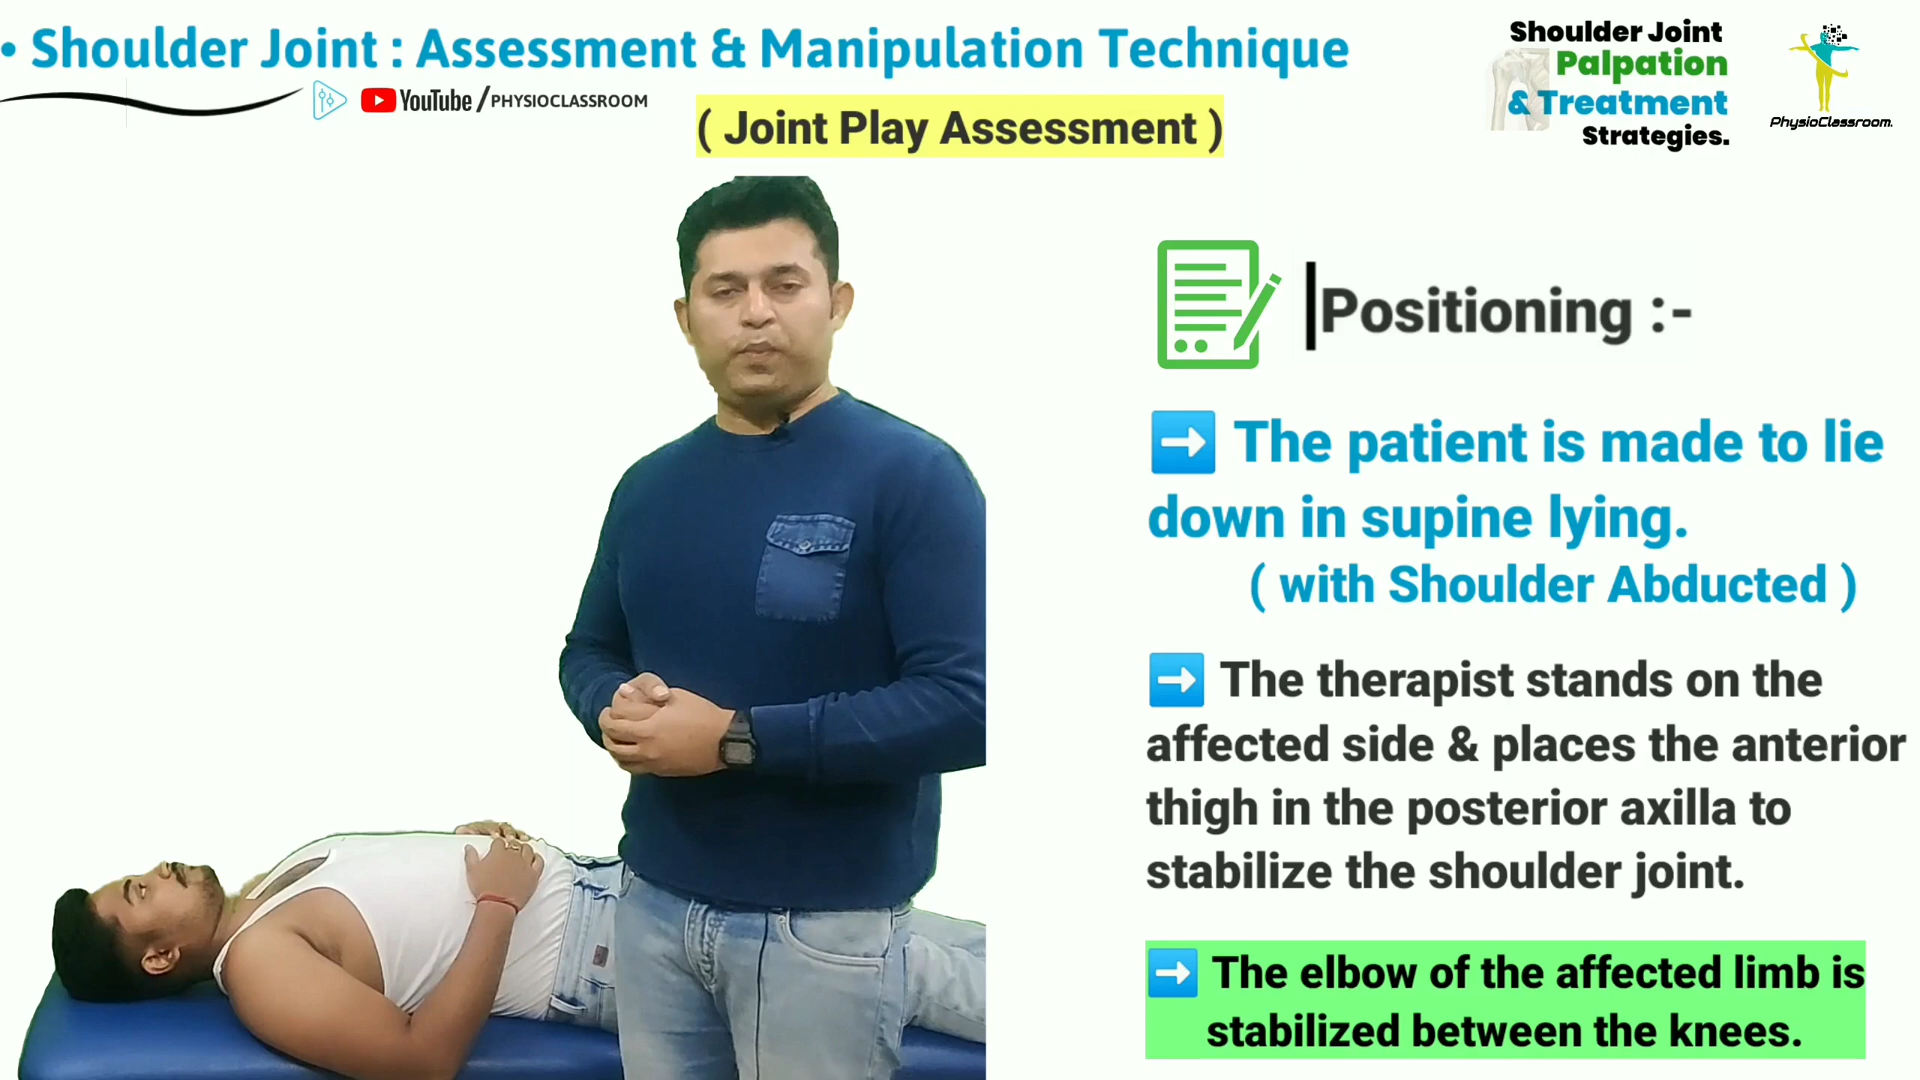 • Shoulder Joint : Assessment & Manipulation Technique
YouTube /PHYSIOCLASSROOM
( Joint Play Assessment )
Shoulder Joint
Palpation
& Treatment
Strategies.
PhysioClassroom.
Positioning :-
➡ The patient is made to lie
down in supine lying.
( with Shoulder Abducted )
➡ The therapist stands on the
affected side & places the anterior
thigh in the posterior axilla to
stabilize the shoulder joint.
➡ The elbow of the affected limb is
stabilized between the knees.